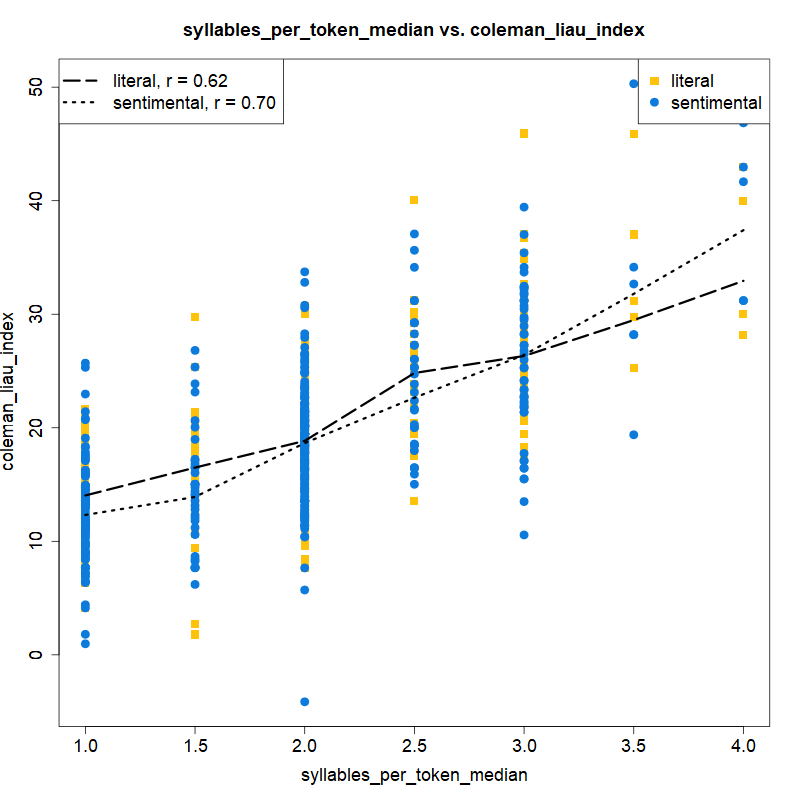 syllables_per_token_median vs. coleman_liau_index
literal, r = 0.62
sentimental, r = 0.70
literal
sentimental
50
40
30
20
10
0
coleman_liau_index
1.0 1.5 2.0 2.5 3.0 3.5 4.0
syllables_per_token_median